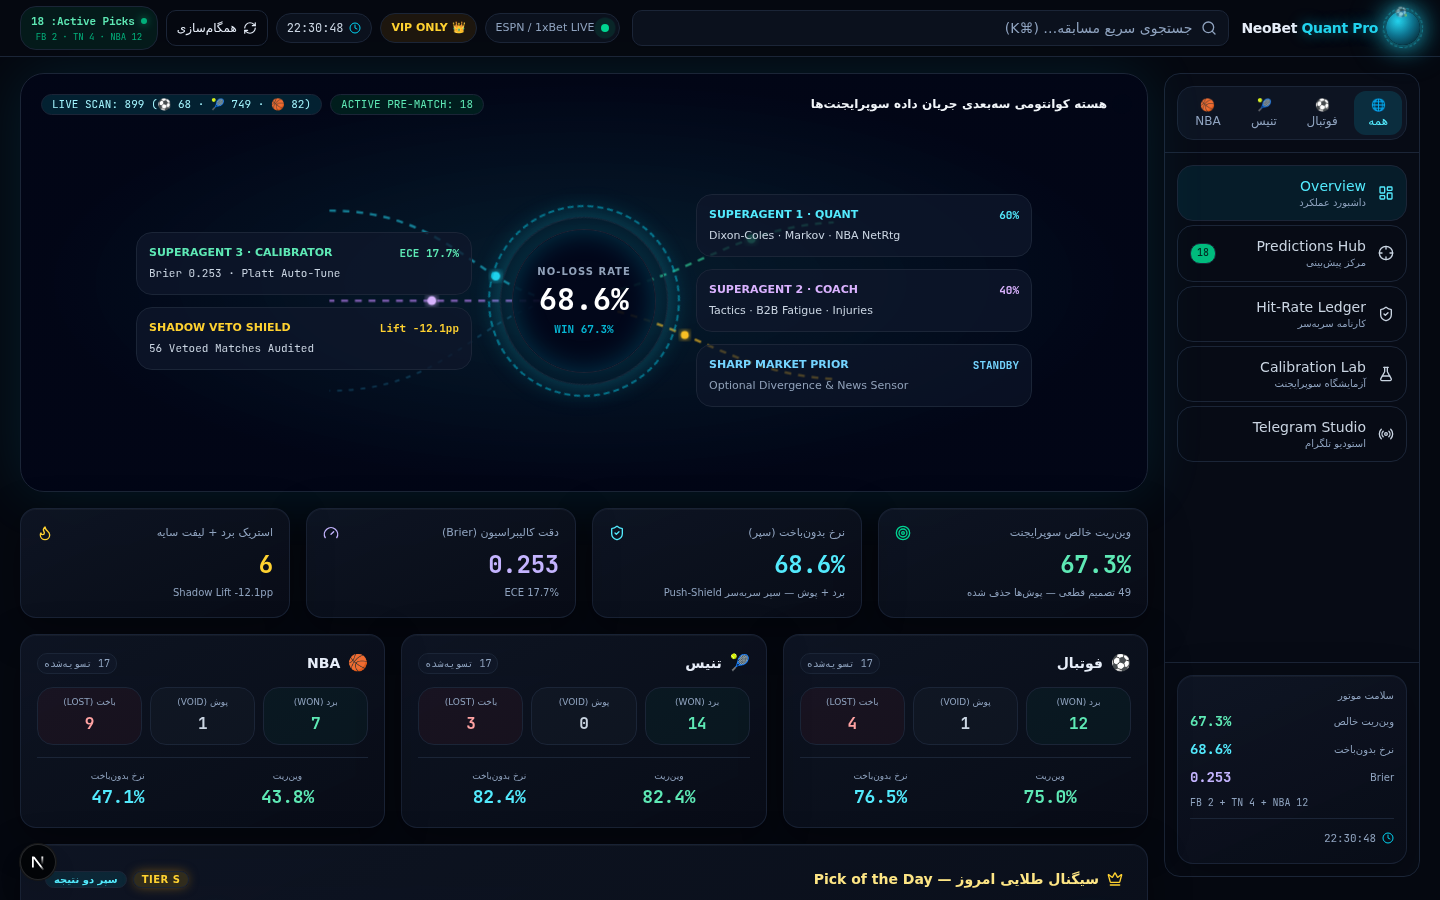 NeoBet Quant Pro
جستجوی سریع مسابقه... (⌘K)
ESPN / 1xBet LIVE
VIP ONLY 👑
22:30:48
همگام‌سازی
18 :Active Picks
FB 2 · TN 4 · NBA 12
🌐
همه
⚽
فوتبال
🎾
تنیس
🏀
NBA
Overview
داشبورد عملکرد
Predictions Hub
مرکز پیش‌بینی
18
Hit-Rate Ledger
کارنامه سربه‌سر
Calibration Lab
آزمایشگاه سوپرایجنت
Telegram Studio
استودیو تلگرام
سلامت موتور
وین‌ریت خالص
67.3%
نرخ بدون‌باخت
68.6%
Brier
0.253
FB 2 + TN 4 + NBA 12
22:30:48
هسته کوانتومی سه‌بعدی جریان داده سوپرایجنت‌ها
ACTIVE PRE-MATCH: 18
LIVE SCAN: 899 (⚽ 68 · 🎾 749 · 🏀 82)
SUPERAGENT 1 · QUANT
60%
Dixon-Coles · Markov · NBA NetRtg
SUPERAGENT 2 · COACH
40%
Tactics · B2B Fatigue · Injuries
SHARP MARKET PRIOR
STANDBY
Optional Divergence & News Sensor
NO-LOSS RATE
68.6%
WIN 67.3%
SUPERAGENT 3 · CALIBRATOR
ECE 17.7%
Brier 0.253 · Platt Auto-Tune
SHADOW VETO SHIELD
Lift -12.1pp
56 Vetoed Matches Audited
وین‌ریت خالص سوپرایجنت
67.3%
49 تصمیم قطعی — پوش‌ها حذف شده
نرخ بدون‌باخت (سپر)
68.6%
برد + پوش — سپر سربه‌سر Push-Shield
دقت کالیبراسیون (Brier)
0.253
ECE 17.7%
استریک برد + لیفت سایه
6
Shadow Lift -12.1pp
⚽ فوتبال
17 تسویه‌شده
برد (WON)
12
پوش (VOID)
1
باخت (LOST)
4
وین‌ریت
75.0%
نرخ بدون‌باخت
76.5%
🎾 تنیس
17 تسویه‌شده
برد (WON)
14
پوش (VOID)
0
باخت (LOST)
3
وین‌ریت
82.4%
نرخ بدون‌باخت
82.4%
🏀 NBA
17 تسویه‌شده
برد (WON)
7
پوش (VOID)
1
باخت (LOST)
9
وین‌ریت
43.8%
نرخ بدون‌باخت
47.1%
سیگنال طلایی امروز — Pick of the Day
TIER S
سپر دو نتیجه
N